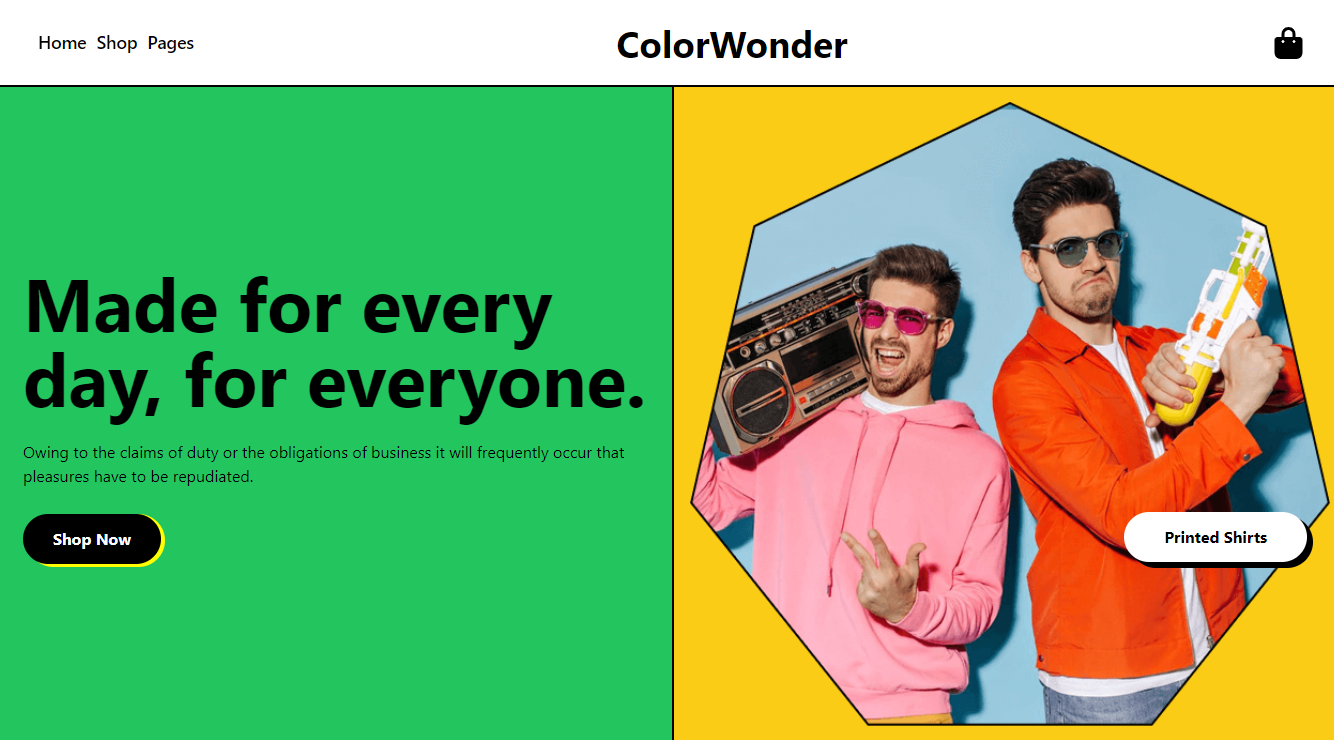 Home Shop Pages
ColorWonder
Made for every
day, for everyone.
Owing to the claims of duty or the obligations of business it will frequently occur that
pleasures have to be repudiated.
Shop Now
Printed Shirts